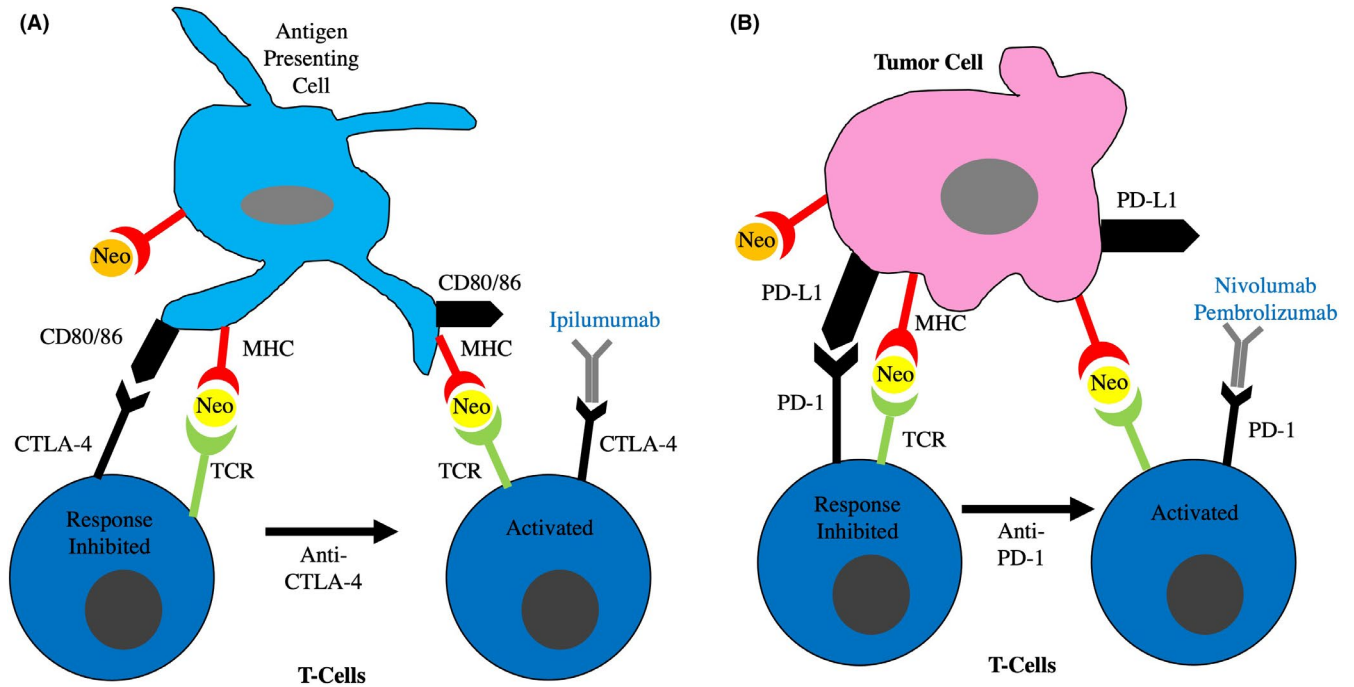 (A)
Antigen
Presenting
Cell
Neo
CD80/86
CD80/86
Ipilumumab
MHC
MHC
Neo
Neo
CTLA-4
TCR
TCR
CTLA-4
Response
Inhibited
Activated
Anti-
CTLA-4
T-Cells
(B)
Tumor Cell
PD-L1
Neo
PD-L1
Nivolumab
Pembrolizumab
MHC
Neo
Neo
PD-1
TCR
PD-1
Response
Inhibited
Activated
Anti-
PD-1
T-Cells